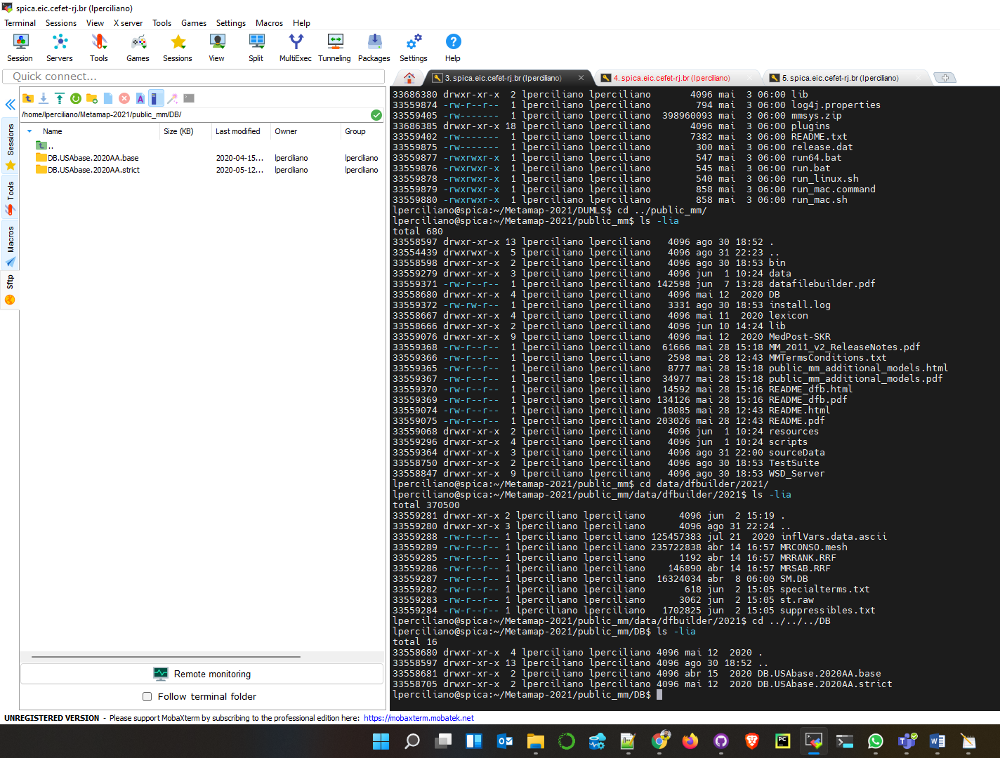 spica.eic.cefet-rj.br (lperciliano)
Terminal Sessions View X server Tools Games Settings Macros Help
Session Servers Tools Games Sessions View Split MultiExec Tunneling Packages Settings Help
Quick connect...
3. spica.eic.cefet-rj.br (lperciliano)
4. spica.eic.cefet-rj.br (lperciliano)
5. spica.eic.cefet-rj.br (lperciliano)
/home/lperciliano/Metamap-2021/public_mm/DB/
Name Size (KB) Last modified Owner Group
..
DB.USAbase.2020AA.base 2020-04-15... lperciliano lperciliano
DB.USAbase.2020AA.strict 2020-05-12... lperciliano lperciliano
Sessions
Tools
Macros
Sftp
Remote monitoring
Follow terminal folder
33686380 drwxr-xr-x 2 lperciliano lperciliano 4096 mai 3 06:00 lib
33559874 -rw-r--r-- 1 lperciliano lperciliano 794 mai 3 06:00 log4j.properties
33559405 -rw------- 1 lperciliano lperciliano 398960093 mai 3 06:00 mmsys.zip
33686385 drwxr-xr-x 18 lperciliano lperciliano 4096 mai 3 06:00 plugins
33559402 -rw------- 1 lperciliano lperciliano 7382 mai 3 06:00 README.txt
33559875 -rw------- 1 lperciliano lperciliano 300 mai 3 06:00 release.dat
33559877 -rwxrwxr-x 1 lperciliano lperciliano 547 mai 3 06:00 run64.bat
33559876 -rwxrwxr-x 1 lperciliano lperciliano 545 mai 3 06:00 run.bat
33559878 -rwxrwxr-x 1 lperciliano lperciliano 540 mai 3 06:00 run_linux.sh
33559879 -rwxrwxr-x 1 lperciliano lperciliano 858 mai 3 06:00 run_mac.command
33559880 -rwxrwxr-x 1 lperciliano lperciliano 858 mai 3 06:00 run_mac.sh
lperciliano@spica:~/Metamap-2021/DUMLS$ cd ../public_mm/
lperciliano@spica:~/Metamap-2021/public_mm$ ls -lia
total 680
33558597 drwxr-xr-x 13 lperciliano lperciliano 4096 ago 30 18:52 .
33554439 drwxrwxr-x 5 lperciliano lperciliano 4096 ago 31 22:23 ..
33558598 drwxr-xr-x 2 lperciliano lperciliano 4096 ago 30 18:53 bin
33559279 drwxr-xr-x 3 lperciliano lperciliano 4096 jun 1 10:24 data
33559371 -rw-r--r-- 1 lperciliano lperciliano 142598 jun 7 13:28 datafilebuilder.pdf
33558680 drwxr-xr-x 4 lperciliano lperciliano 4096 mai 12 2020 DB
33559372 -rw-rw-r-- 1 lperciliano lperciliano 3331 ago 30 18:53 install.log
33558667 drwxr-xr-x 4 lperciliano lperciliano 4096 mai 11 2020 lexicon
33558666 drwxr-xr-x 2 lperciliano lperciliano 4096 jun 10 14:24 lib
33559076 drwxr-xr-x 9 lperciliano lperciliano 4096 mai 12 2020 MedPost-SKR
33559368 -rw-r--r-- 1 lperciliano lperciliano 61666 mai 28 15:18 MM_2011_v2_ReleaseNotes.pdf
33559366 -rw-r--r-- 1 lperciliano lperciliano 2598 mai 28 12:43 MMTermsConditions.txt
33559365 -rw-r--r-- 1 lperciliano lperciliano 8777 mai 28 15:18 public_mm_additional_models.html
33559367 -rw-r--r-- 1 lperciliano lperciliano 34977 mai 28 15:18 public_mm_additional_models.pdf
33559370 -rw-r--r-- 1 lperciliano lperciliano 14592 mai 28 15:16 README_dfb.html
33559369 -rw-r--r-- 1 lperciliano lperciliano 134126 mai 28 15:16 README_dfb.pdf
33559074 -rw-r--r-- 1 lperciliano lperciliano 18085 mai 28 12:43 README.html
33559075 -rw-r--r-- 1 lperciliano lperciliano 203026 mai 28 12:43 README.pdf
33559068 drwxr-xr-x 2 lperciliano lperciliano 4096 jun 1 10:24 resources
33559296 drwxr-xr-x 4 lperciliano lperciliano 4096 jun 1 10:24 scripts
33559364 drwxr-xr-x 3 lperciliano lperciliano 4096 ago 31 22:00 sourceData
33558750 drwxr-xr-x 2 lperciliano lperciliano 4096 ago 30 18:53 TestSuite
33558847 drwxr-xr-x 9 lperciliano lperciliano 4096 ago 30 18:53 WSD_Server
lperciliano@spica:~/Metamap-2021/public_mm$ cd data/dfbuilder/2021/
lperciliano@spica:~/Metamap-2021/public_mm/data/dfbuilder/2021$ ls -lia
total 370500
33559281 drwxr-xr-x 2 lperciliano lperciliano 4096 jun 2 15:19 .
33559280 drwxr-xr-x 3 lperciliano lperciliano 4096 ago 31 22:24 ..
33559288 -rw-r--r-- 1 lperciliano lperciliano 125457383 jul 21 2020 inflVars.data.ascii
33559289 -rw-r--r-- 1 lperciliano lperciliano 235722838 abr 14 16:57 MRCONSO.mesh
33559285 -rw-r--r-- 1 lperciliano lperciliano 1192 abr 14 16:57 MRRANK.RRF
33559286 -rw-r--r-- 1 lperciliano lperciliano 146890 abr 14 16:57 MRSAB.RRF
33559287 -rw-r--r-- 1 lperciliano lperciliano 16324034 abr 8 06:00 SM.DB
33559282 -rw-r--r-- 1 lperciliano lperciliano 618 jun 2 15:05 specialterms.txt
33559283 -rw-r--r-- 1 lperciliano lperciliano 3062 jun 2 15:05 st.raw
33559284 -rw-r--r-- 1 lperciliano lperciliano 1702825 jun 2 15:05 suppressibles.txt
lperciliano@spica:~/Metamap-2021/public_mm/data/dfbuilder/2021$ cd ../../../DB
lperciliano@spica:~/Metamap-2021/public_mm/DB$ ls -lia
total 16
33558680 drwxr-xr-x 4 lperciliano lperciliano 4096 mai 12 2020 .
33558597 drwxr-xr-x 13 lperciliano lperciliano 4096 ago 30 18:52 ..
33558681 drwxr-xr-x 2 lperciliano lperciliano 4096 abr 15 2020 DB.USAbase.2020AA.base
33558705 drwxr-xr-x 2 lperciliano lperciliano 4096 mai 12 2020 DB.USAbase.2020AA.strict
lperciliano@spica:~/Metamap-2021/public_mm/DB$
UNREGISTERED VERSION - Please support MobaXterm by subscribing to the professional edition here: https://mobaxterm.mobatek.net